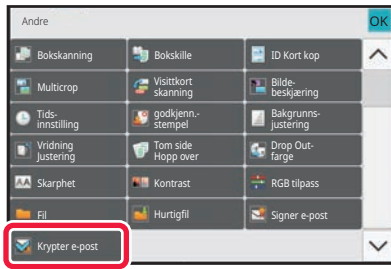 Andre
OK
Bokskanning
Bokskille
ID Kort kop
Multicrop
Visittkort
skanning
Bilde-
beskjæring
Tids-
innstilling
godkjenn.-
stempel
Bakgrunns-
justering
Vridning
Justering
Tom side
Hopp over
Drop Out-
farge
Skarphet
Kontrast
RGB tilpass
Fil
Hurtigfil
Signer e-post
Krypter e-post